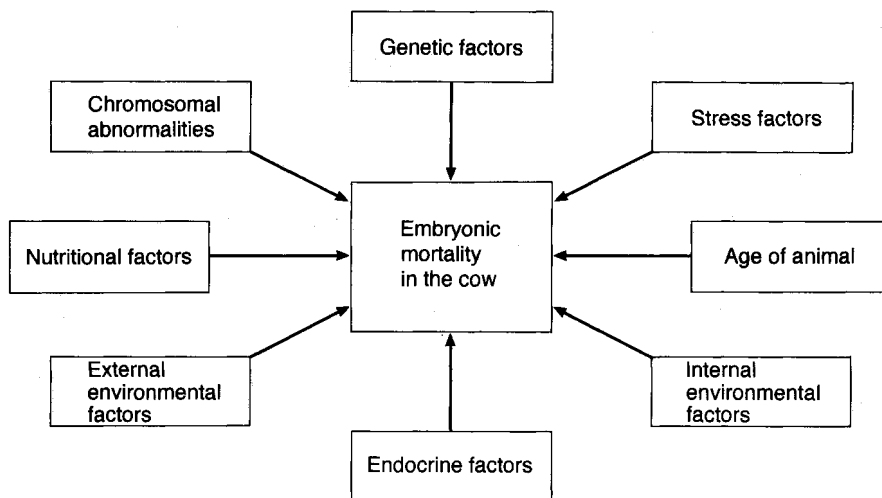 Genetic factors
Chromosomal
abnormalities
Stress factors
Embryonic
mortality
in the cow
Nutritional factors
Age of animal
External
environmental
factors
Internal
environmental
factors
Endocrine factors